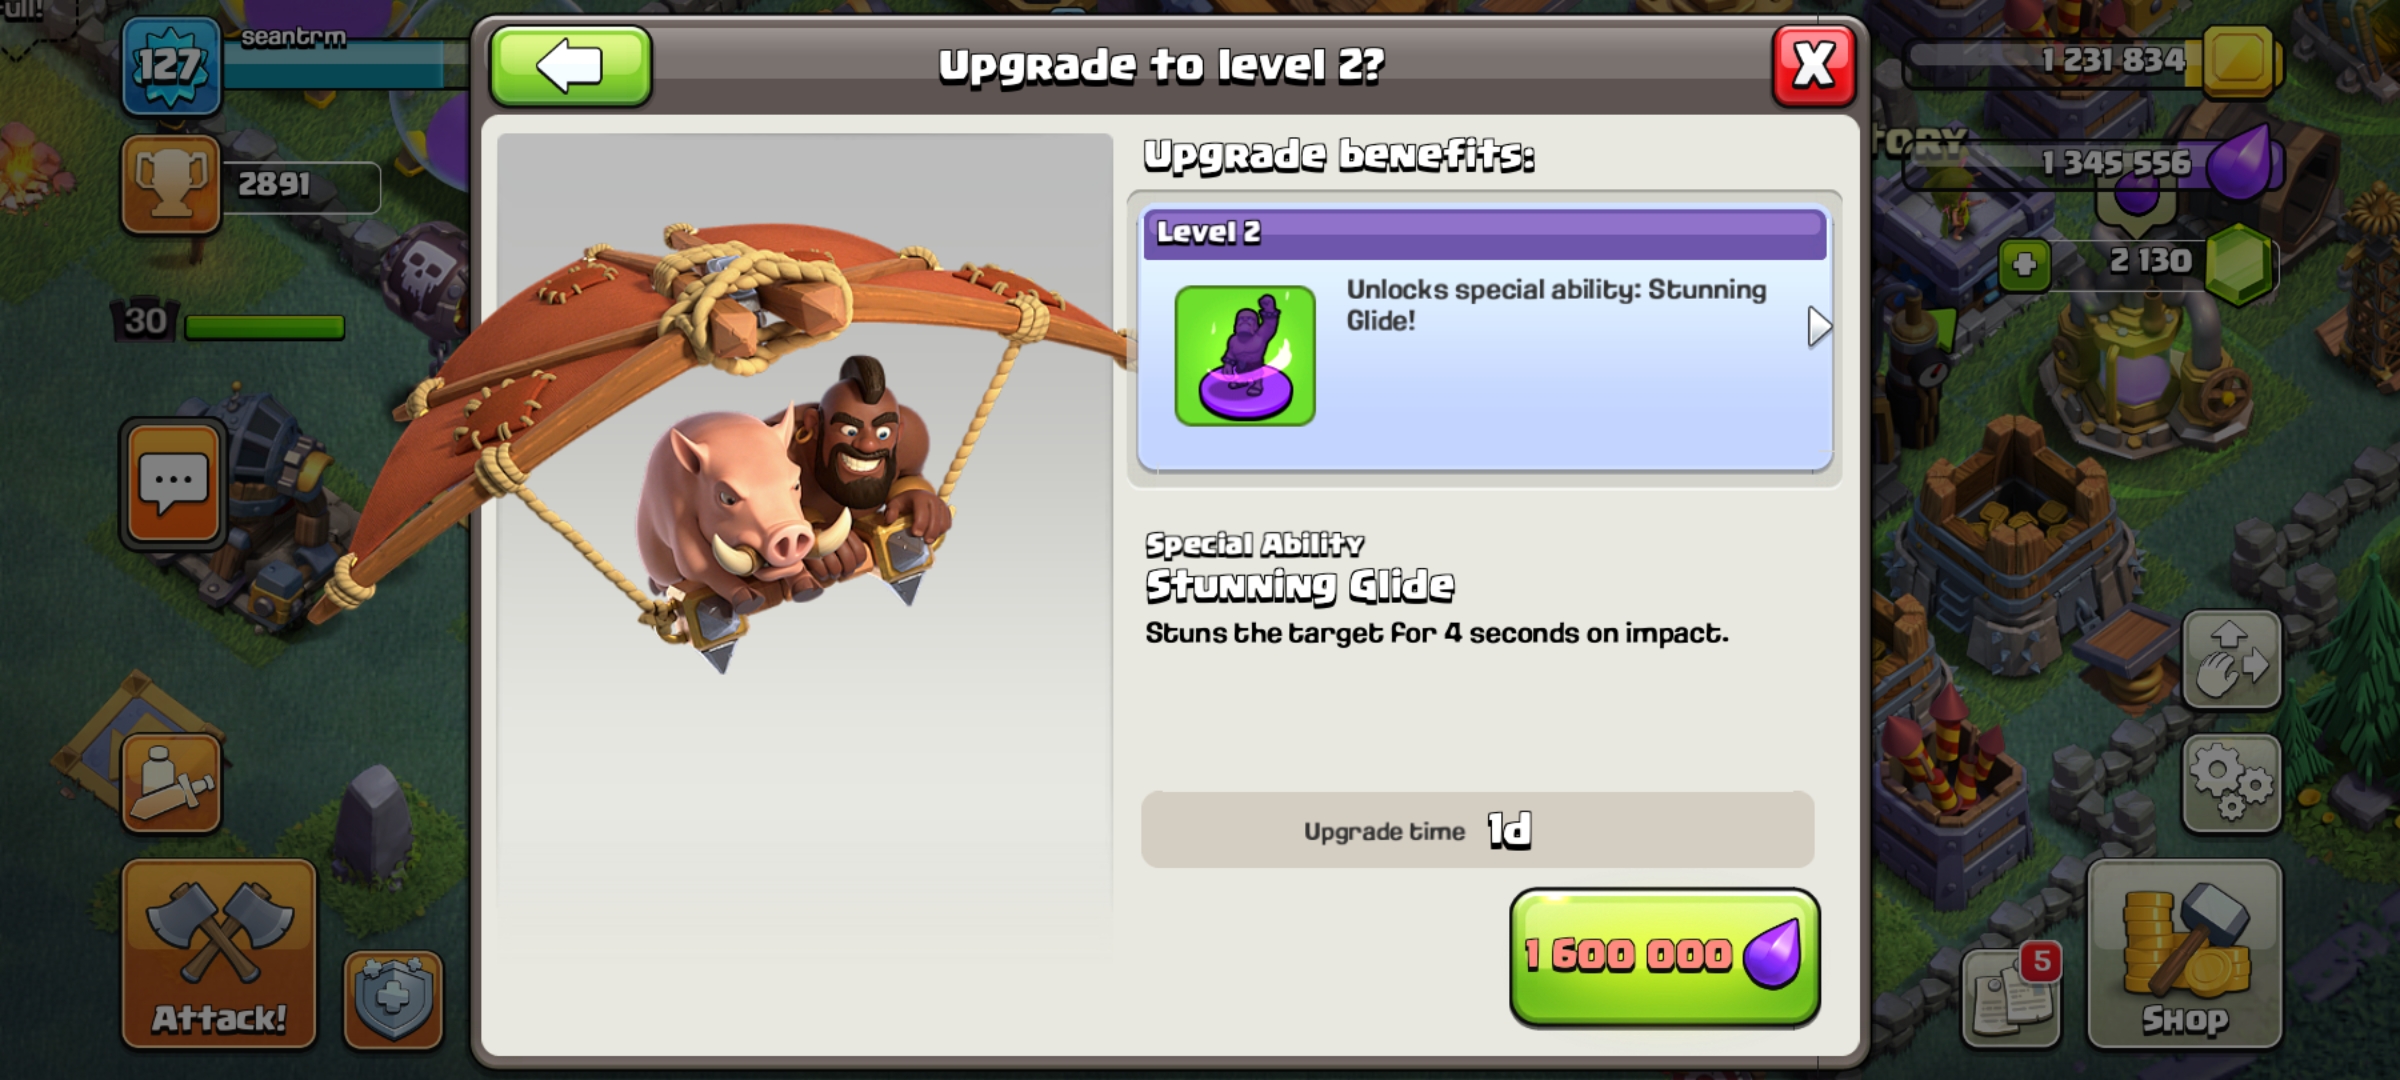 ull!
127
seantrm
2891
30
Attack!
Upgrade to level 2?
X
Upgrade benefits:
Level 2
Unlocks special ability: Stunning
Glide!
Special Ability
Stunning Glide
Stuns the target for 4 seconds on impact.
Upgrade time 1d
1 600 000
1 231 834
TORY
1 345 556
2 130
5
Shop